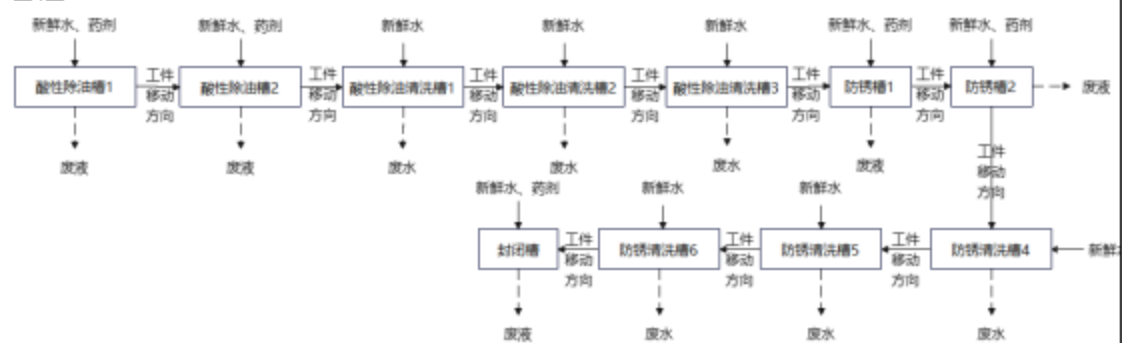 新鲜水、药剂
新鲜水、药剂
新鲜水
新鲜水
新鲜水
新鲜水、药剂
新鲜水、药剂
酸性除油槽1
工件
移动
方向
酸性除油槽2
工件
移动
方向
酸性除油清洗槽1
工件
移动
方向
酸性除油清洗槽2
工件
移动
方向
酸性除油清洗槽3
工件
移动
方向
防锈槽1
工件
移动
方向
防锈槽2
废液
废液
废液
废水
废水
废水
废液
工件
移动
方向
新鲜水、药剂
新鲜水
新鲜水
封闭槽
工件
移动
方向
防锈清洗槽6
工件
移动
方向
防锈清洗槽5
工件
移动
方向
防锈清洗槽4
新鲜
废液
废水
废水
废水